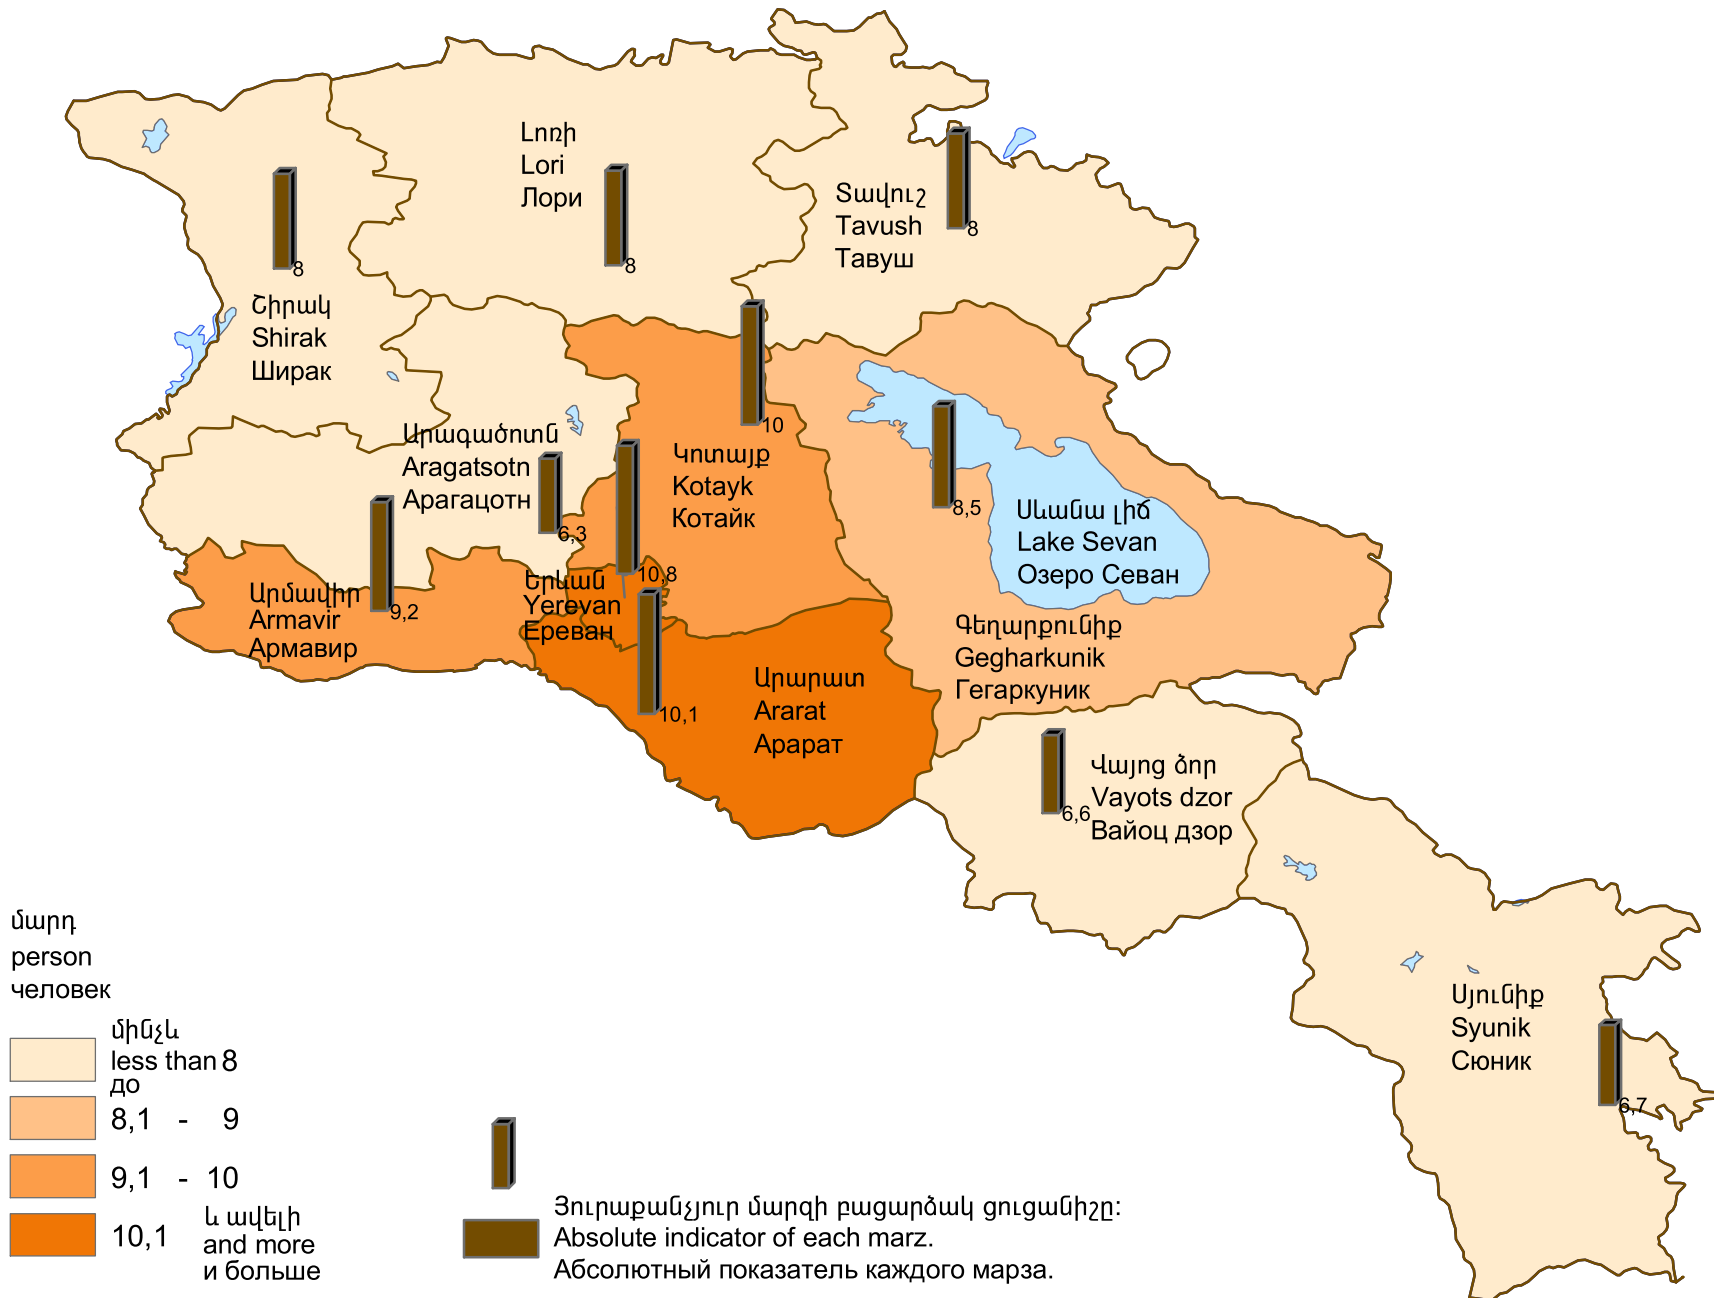 Լոռի
Lori
Лори
8
Տավուշ
Tavush
Тавуш
8
8
Շիրակ
Shirak
Ширак
10
Արագածոտն
Aragatsotn
Арагацотн
6,3
Կոտայք
Kotayk
Котайк
8,5
Սևանա լիճ
Lake Sevan
Озеро Севан
10,8
Երևան
Yerevan
Ереван
Արմավիր
Armavir
Армавир
9,2
Գեղարքունիք
Gegharkunik
Гегаркуник
10,1
Արարատ
Ararat
Арарат
Վայոց ձոր
Vayots dzor
Вайоц дзор
6,6
Սյունիք
Syunik
Сюник
6,7
մարդ
person
человек
մինչև
less than 8
до
8,1 - 9
9,1 - 10
10,1 և ավելի
and more
и больше
Յուրաքանչյուր մարզի բացարձակ ցուցանիշը:
Absolute indicator of each marz.
Абсолютный показатель каждого марза.